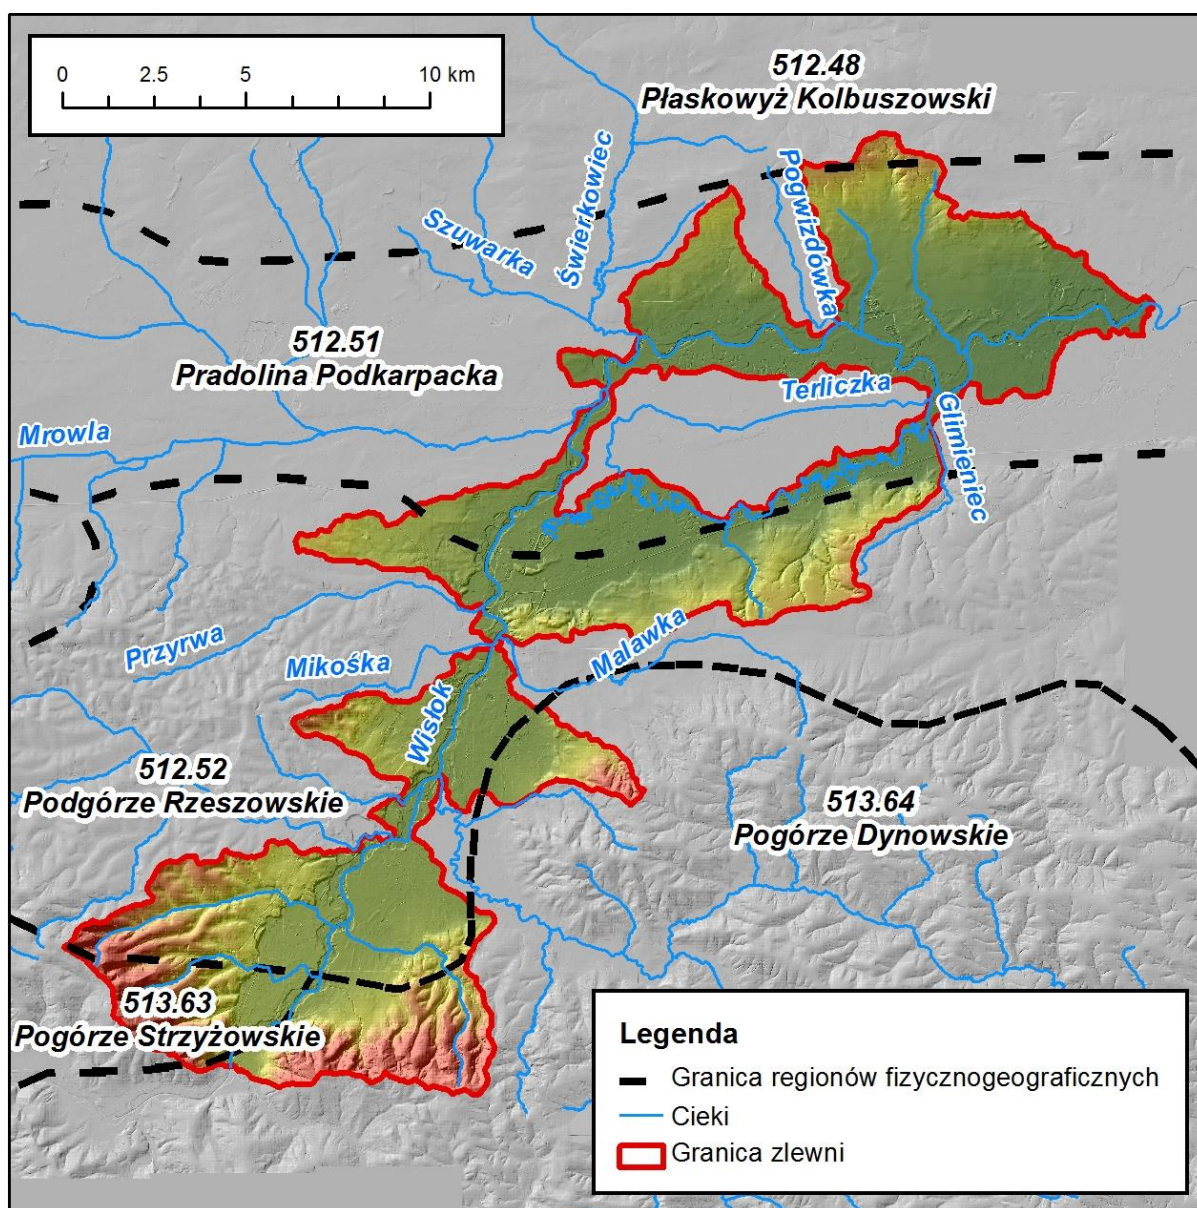 0 2.5 5 10 km
512.48
Płaskowyż Kolbuszowski
Świerkowiec
Pogwizdówka
Szuwarka
512.51
Pradolina Podkarpacka
Terliczka
Glimieniec
Mrowla
Przyrwa
Mikośka
Malawka
Wisłok
512.52
Podgórze Rzeszowskie
513.64
Pogórze Dynowskie
513.63
Pogórze Strzyżowskie
Legenda
Granica regionów fizycznogeograficznych
Cieki
Granica zlewni